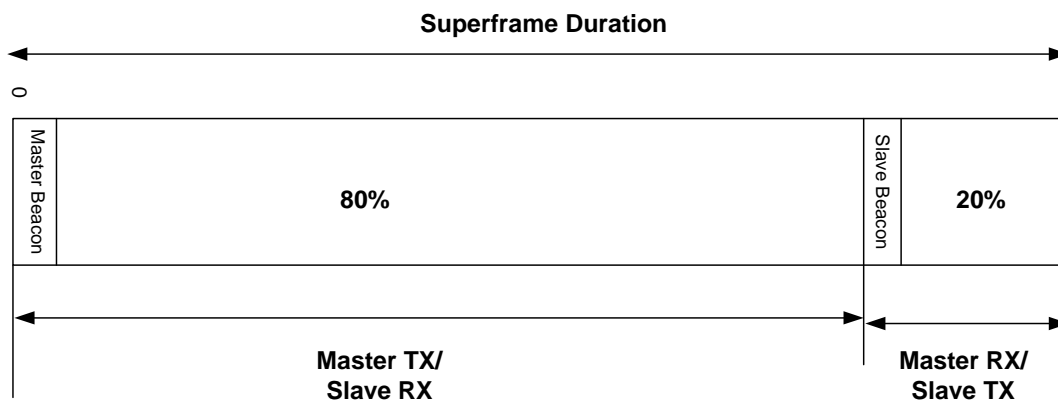 Superframe Duration
0
Master Beacon
80%
Slave Beacon
20%
Master TX/
Slave RX
Master RX/
Slave TX